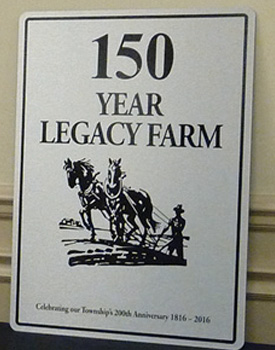 150
YEAR
LEGACY FARM
Celebrating our Township's 200th Anniversary 1816 - 2016